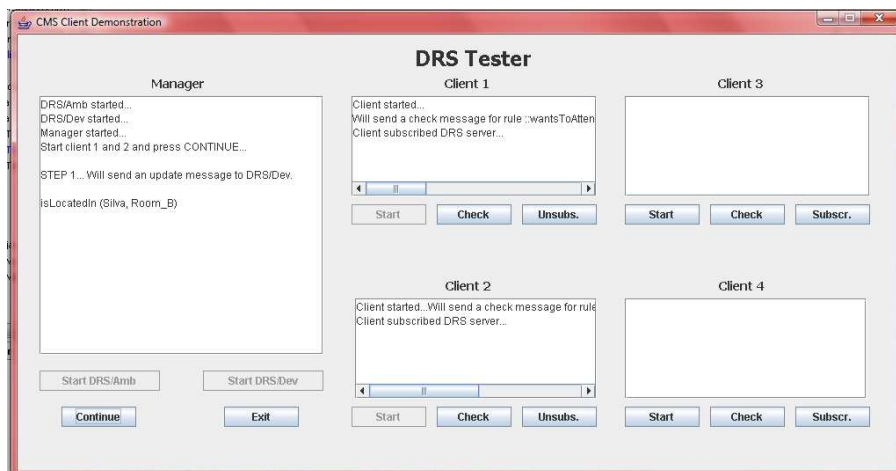 CMS Client Demonstration
DRS Tester
Manager
DRS/Amb started...
DRS/Dev started...
Manager started...
Start client 1 and 2 and press CONTINUE...
STEP 1... Will send an update message to DRS/Dev.
isLocatedIn (Silva, Room_B)
Start DRS/Amb
Start DRS/Dev
Continue
Exit
Client 1
Client started...
Will send a check message for rule ::wantsToAtten
Client subscribed DRS server...
Start
Check
Unsubs.
Client 2
Client started...Will send a check message for rule
Client subscribed DRS server...
Start
Check
Unsubs.
Client 3
Start
Check
Subscr.
Client 4
Start
Check
Subscr.